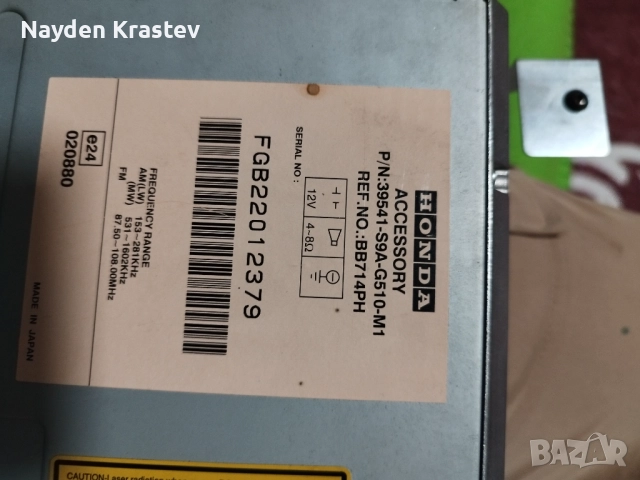 Nayden Krastev
HONDA
ACCESSORY
P/N:39541-S9A-G510-M1
REF.NO.:BB714PH
12V
4~8Ω
SERIAL NO:
FGB22012379
FREQUENCY RANGE
AM(LW) 153~281KHz
(MW) 531~1602KHz
FM 87.50~108.00MHz
e24
020880
MADE IN JAPAN
CAUTION-Laser radiation
BAZAR